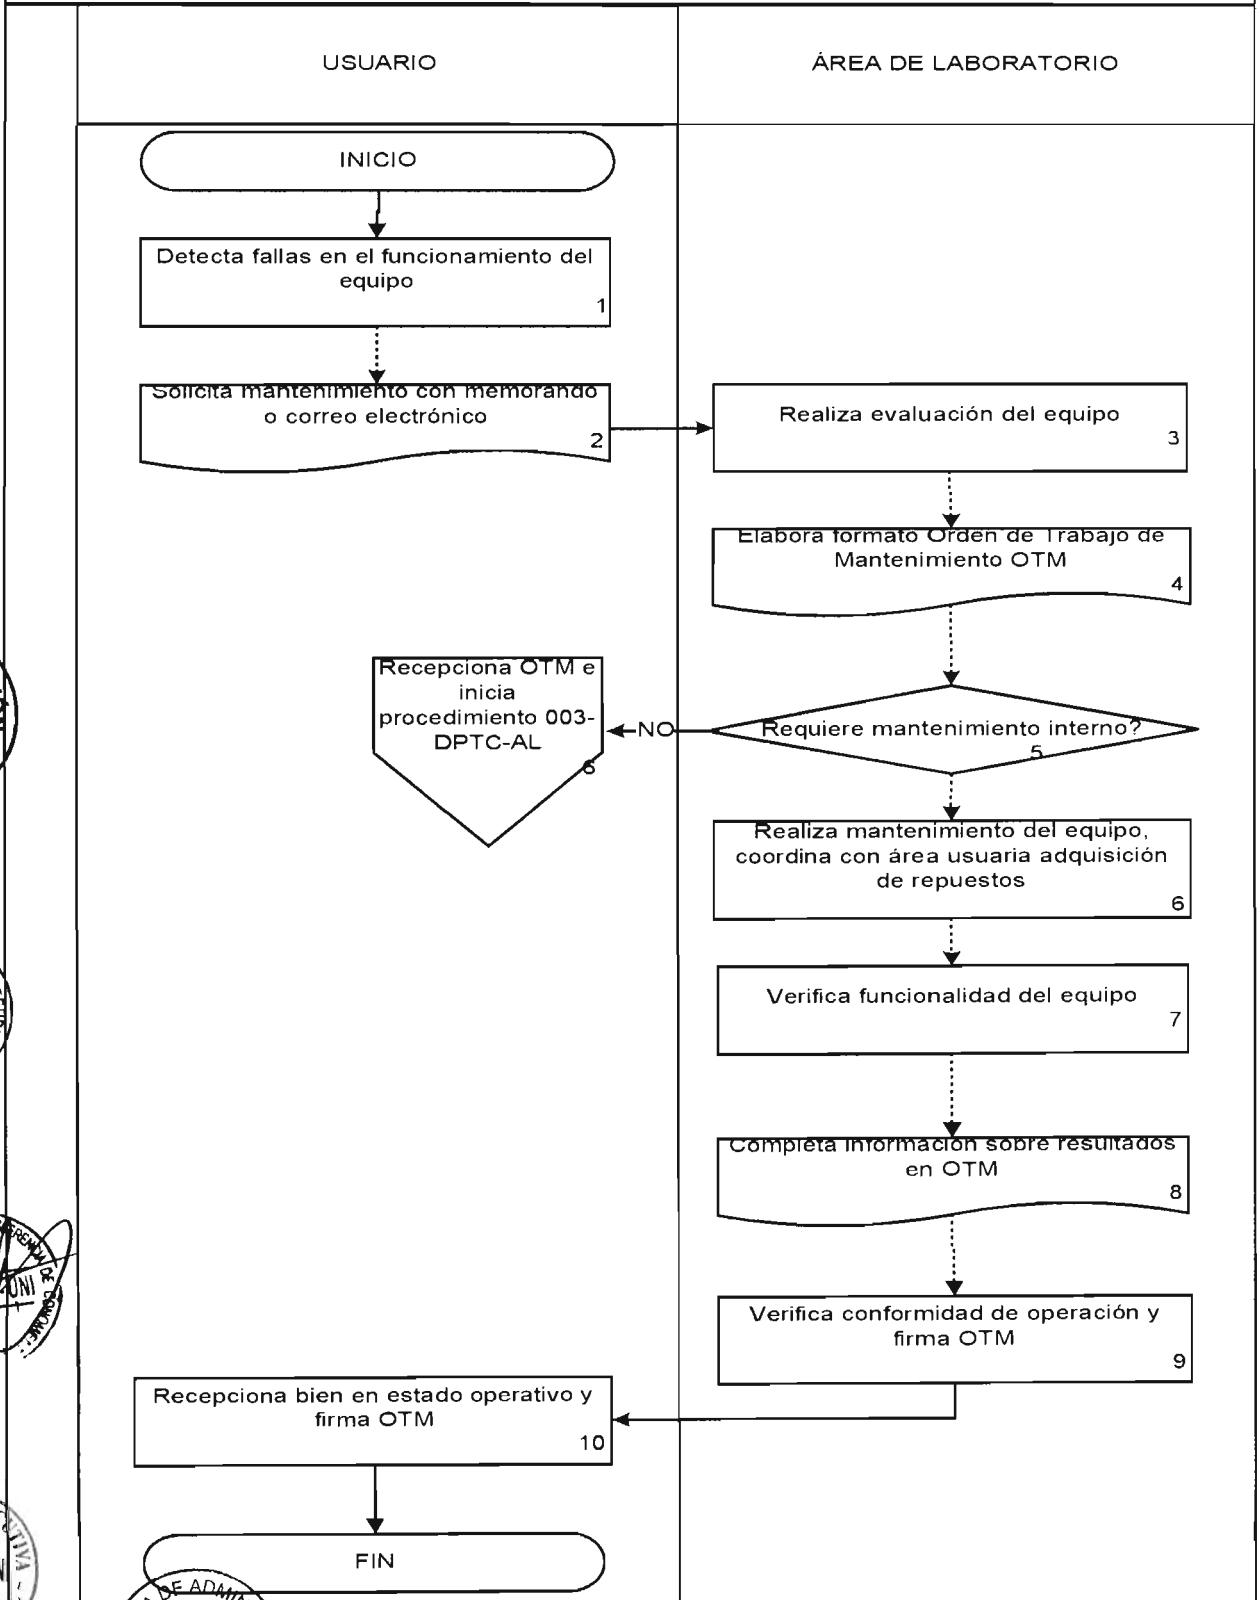 USUARIO
ÁREA DE LABORATORIO
INICIO
Detecta fallas en el funcionamiento del
equipo
1
Solicita mantenimiento con memorando
o correo electrónico
2
Realiza evaluación del equipo
3
Elabora formato Orden de Trabajo de
Mantenimiento OTM
4
Requiere mantenimiento interno?
5
NO
Recepciona OTM e
inicia
procedimiento 003-
DPTC-AL
6
Realiza mantenimiento del equipo,
coordina con área usuaria adquisición
de repuestos
6
Verifica funcionalidad del equipo
7
Completa información sobre resultados
en OTM
8
Verifica conformidad de operación y
firma OTM
9
Recepciona bien en estado operativo y
firma OTM
10
FIN
DE
DE